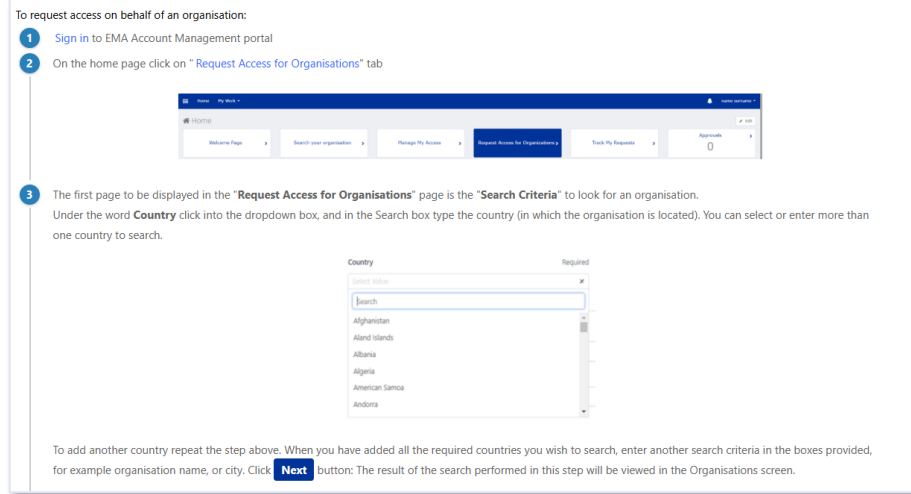 To request access on behalf of an organisation:
1 Sign in to EMA Account Management portal
2 On the home page click on " Request Access for Organisations" tab
Home My Work name surname
Home Edit
Welcome Page Search your organisation Manage My Access Request Access for Organisations Track My Requests Approvals
0
3 The first page to be displayed in the "Request Access for Organisations" page is the "Search Criteria" to look for an organisation.
Under the word Country click into the dropdown box, and in the Search box type the country (in which the organisation is located). You can select or enter more than
one country to search.
Country Required
Select Value
Search
Afghanistan
Aland Islands
Albania
Algeria
American Samoa
Andorra
To add another country repeat the step above. When you have added all the required countries you wish to search, enter another search criteria in the boxes provided,
for example organisation name, or city. Click Next button: The result of the search performed in this step will be viewed in the Organisations screen.